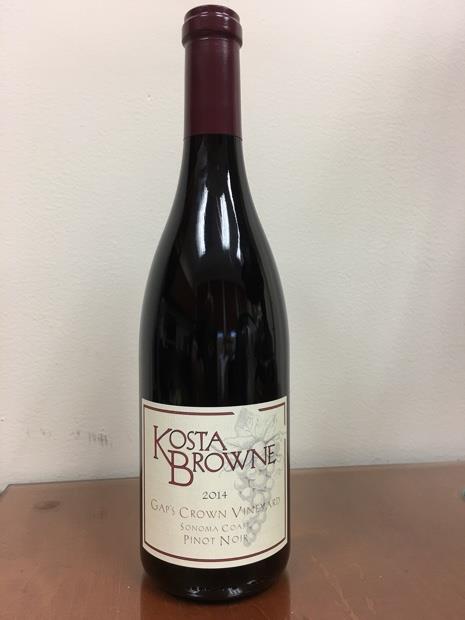 KOSTA
BROWNE
2014
GAP'S CROWN VINEYARD
SONOMA COAST
PINOT NOIR